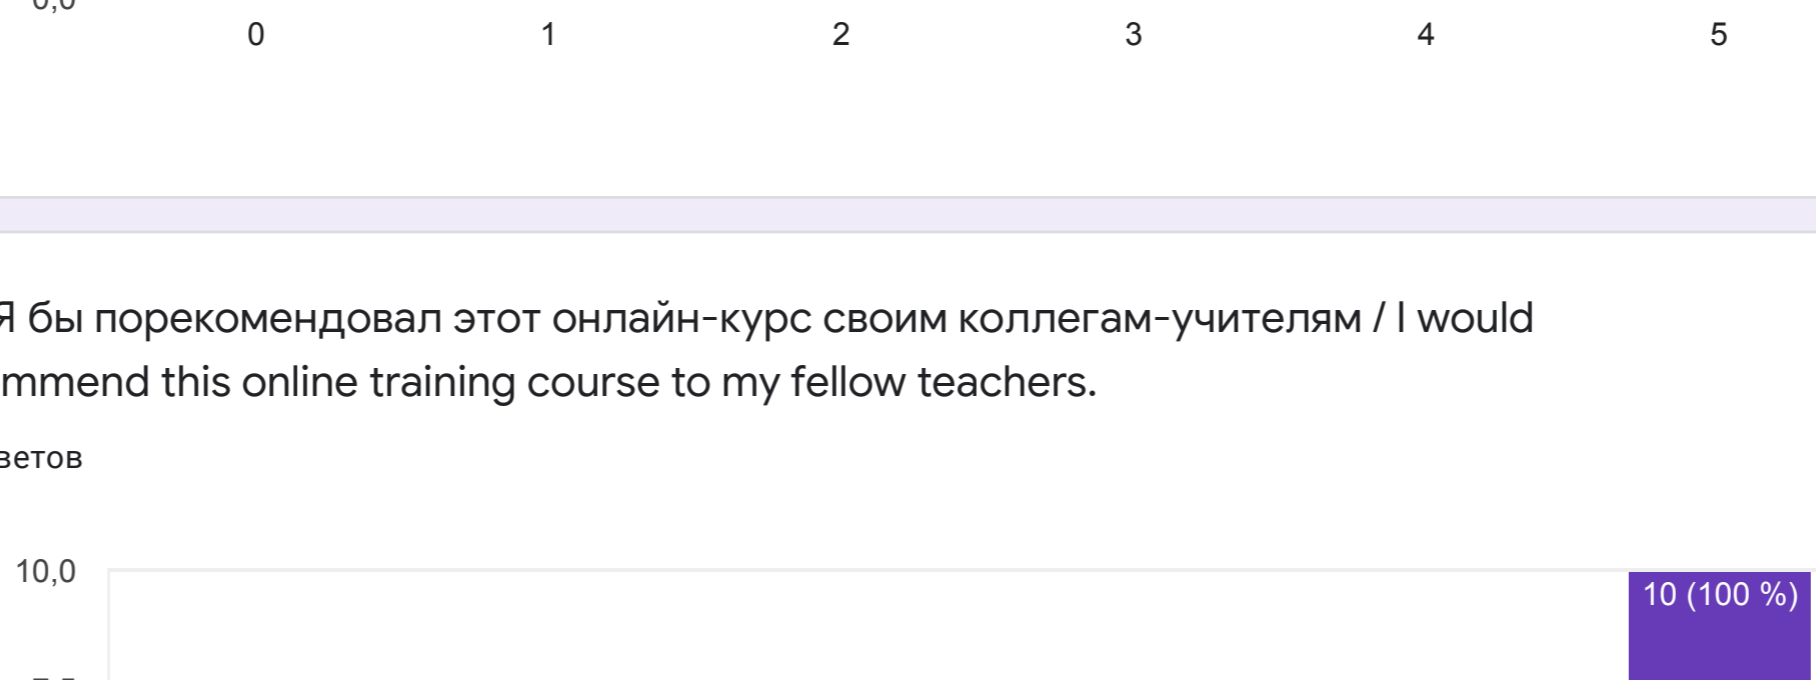 0 1 2 3 4 5
Я бы порекомендовал этот онлайн-курс своим коллегам-учителям / I would
mmend this online training course to my fellow teachers.
ветов
10,0
10 (100 %)